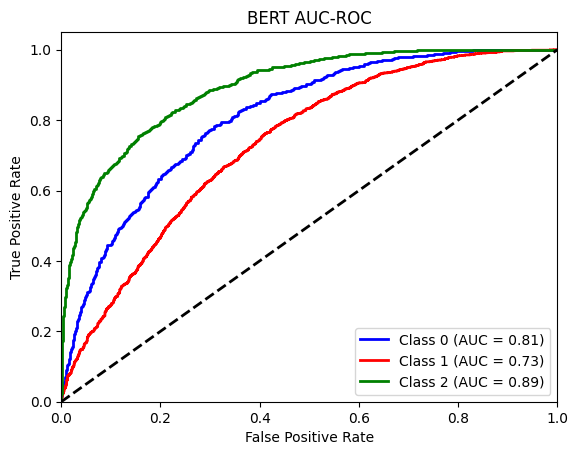 BERT AUC-ROC
True Positive Rate
1.0
0.8
0.6
0.4
0.2
0.0
Class 0 (AUC = 0.81)
Class 1 (AUC = 0.73)
Class 2 (AUC = 0.89)
0.0 0.2 0.4 0.6 0.8 1.0
False Positive Rate